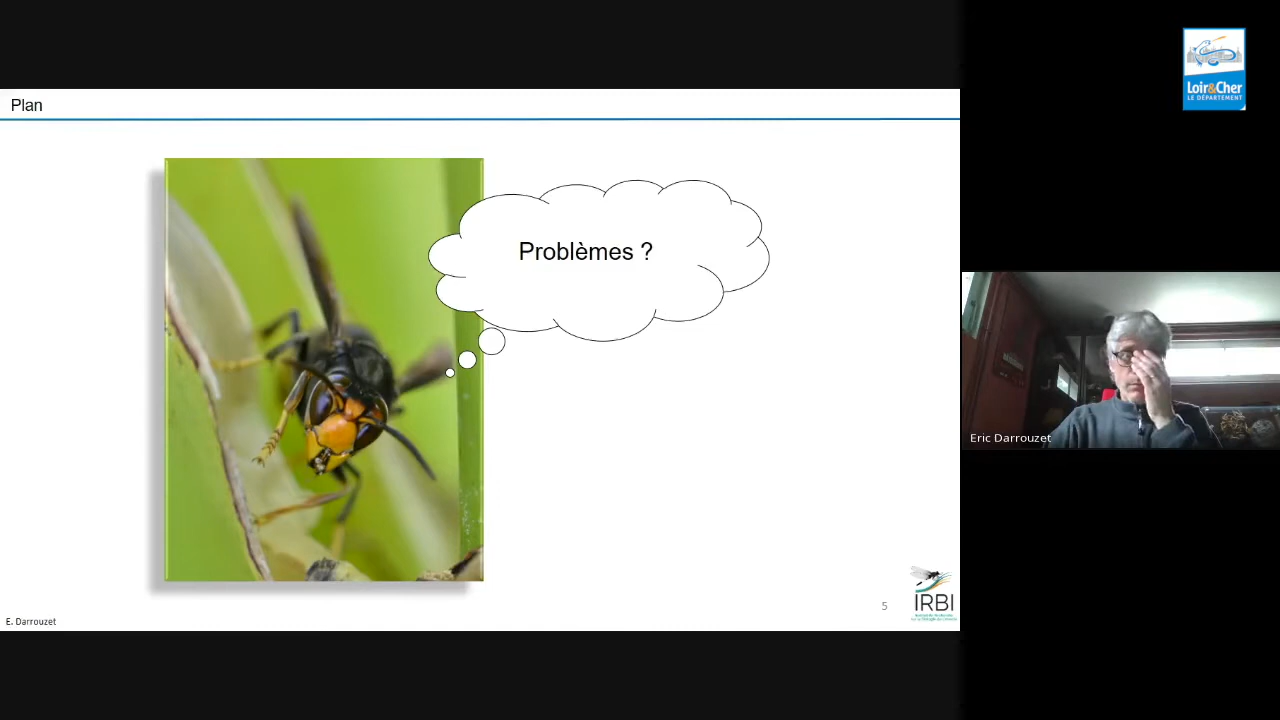 Plan
Loir&Cher
LE DÉPARTEMENT
Problèmes ?
Eric Darrouzet
5
IRBI
E. Darrouzet